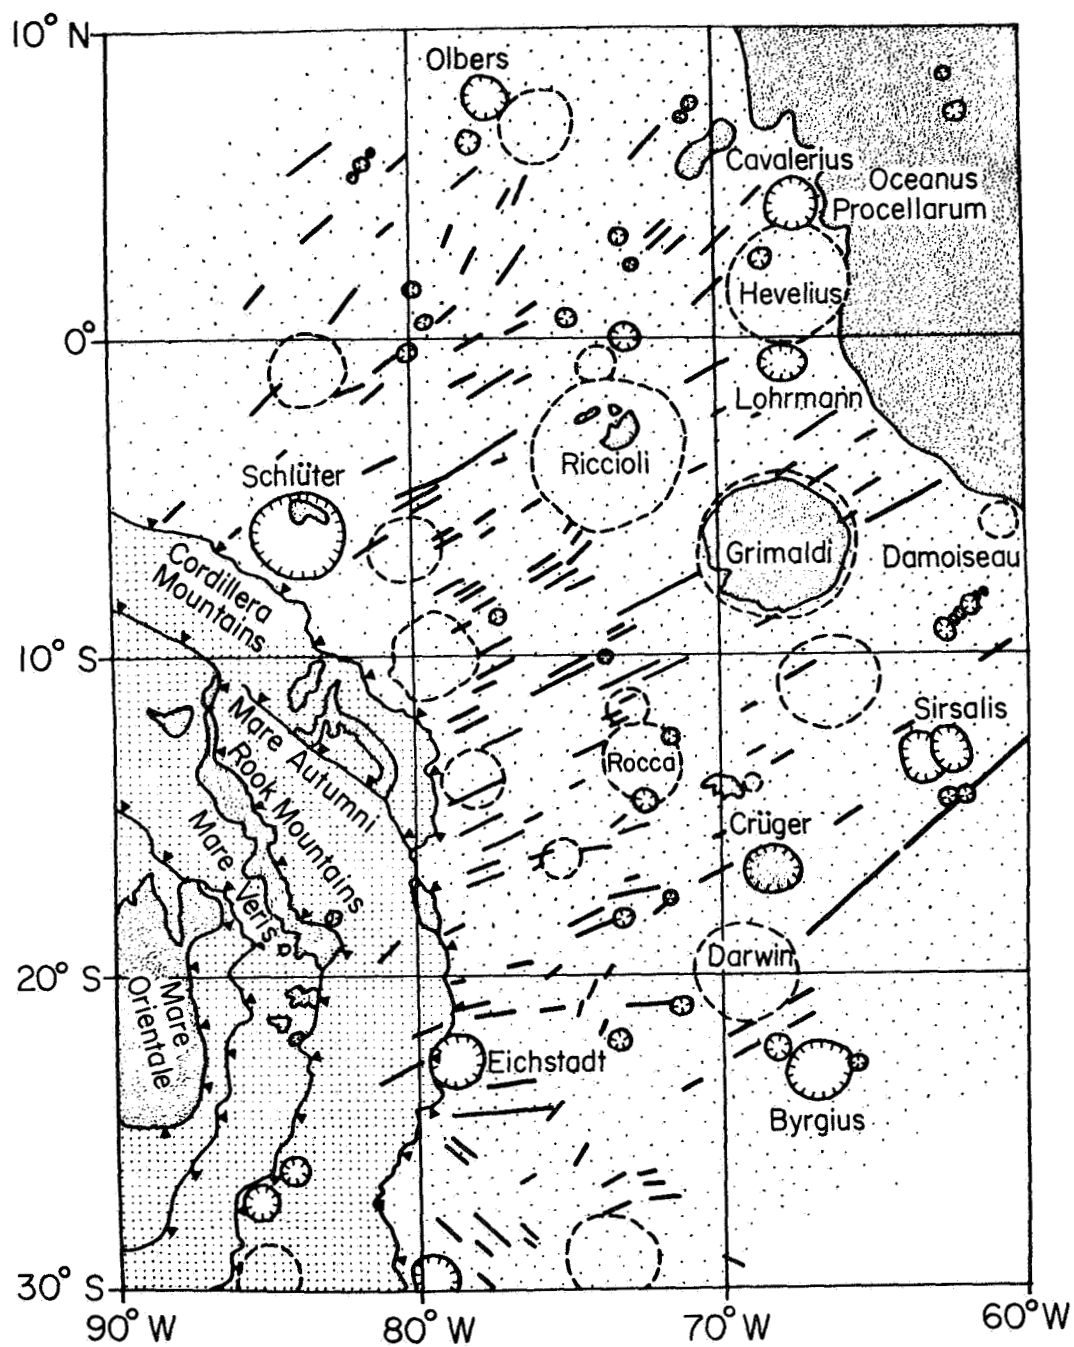 10° N
Olbers
Cavalerius
Oceanus
Procellarum
Hevelius
0°
Lohrmann
Riccioli
Schlüter
Grimaldi
Damoiseau
Cordillera
Mountains
10° S
Mare Autumni
Rook Mountains
Mare Veris
Rocca
Sirsalis
Crüger
Darwin
20° S
Mare
Orientale
Eichstadt
Byrgius
30° S
90° W
80° W
70° W
60° W